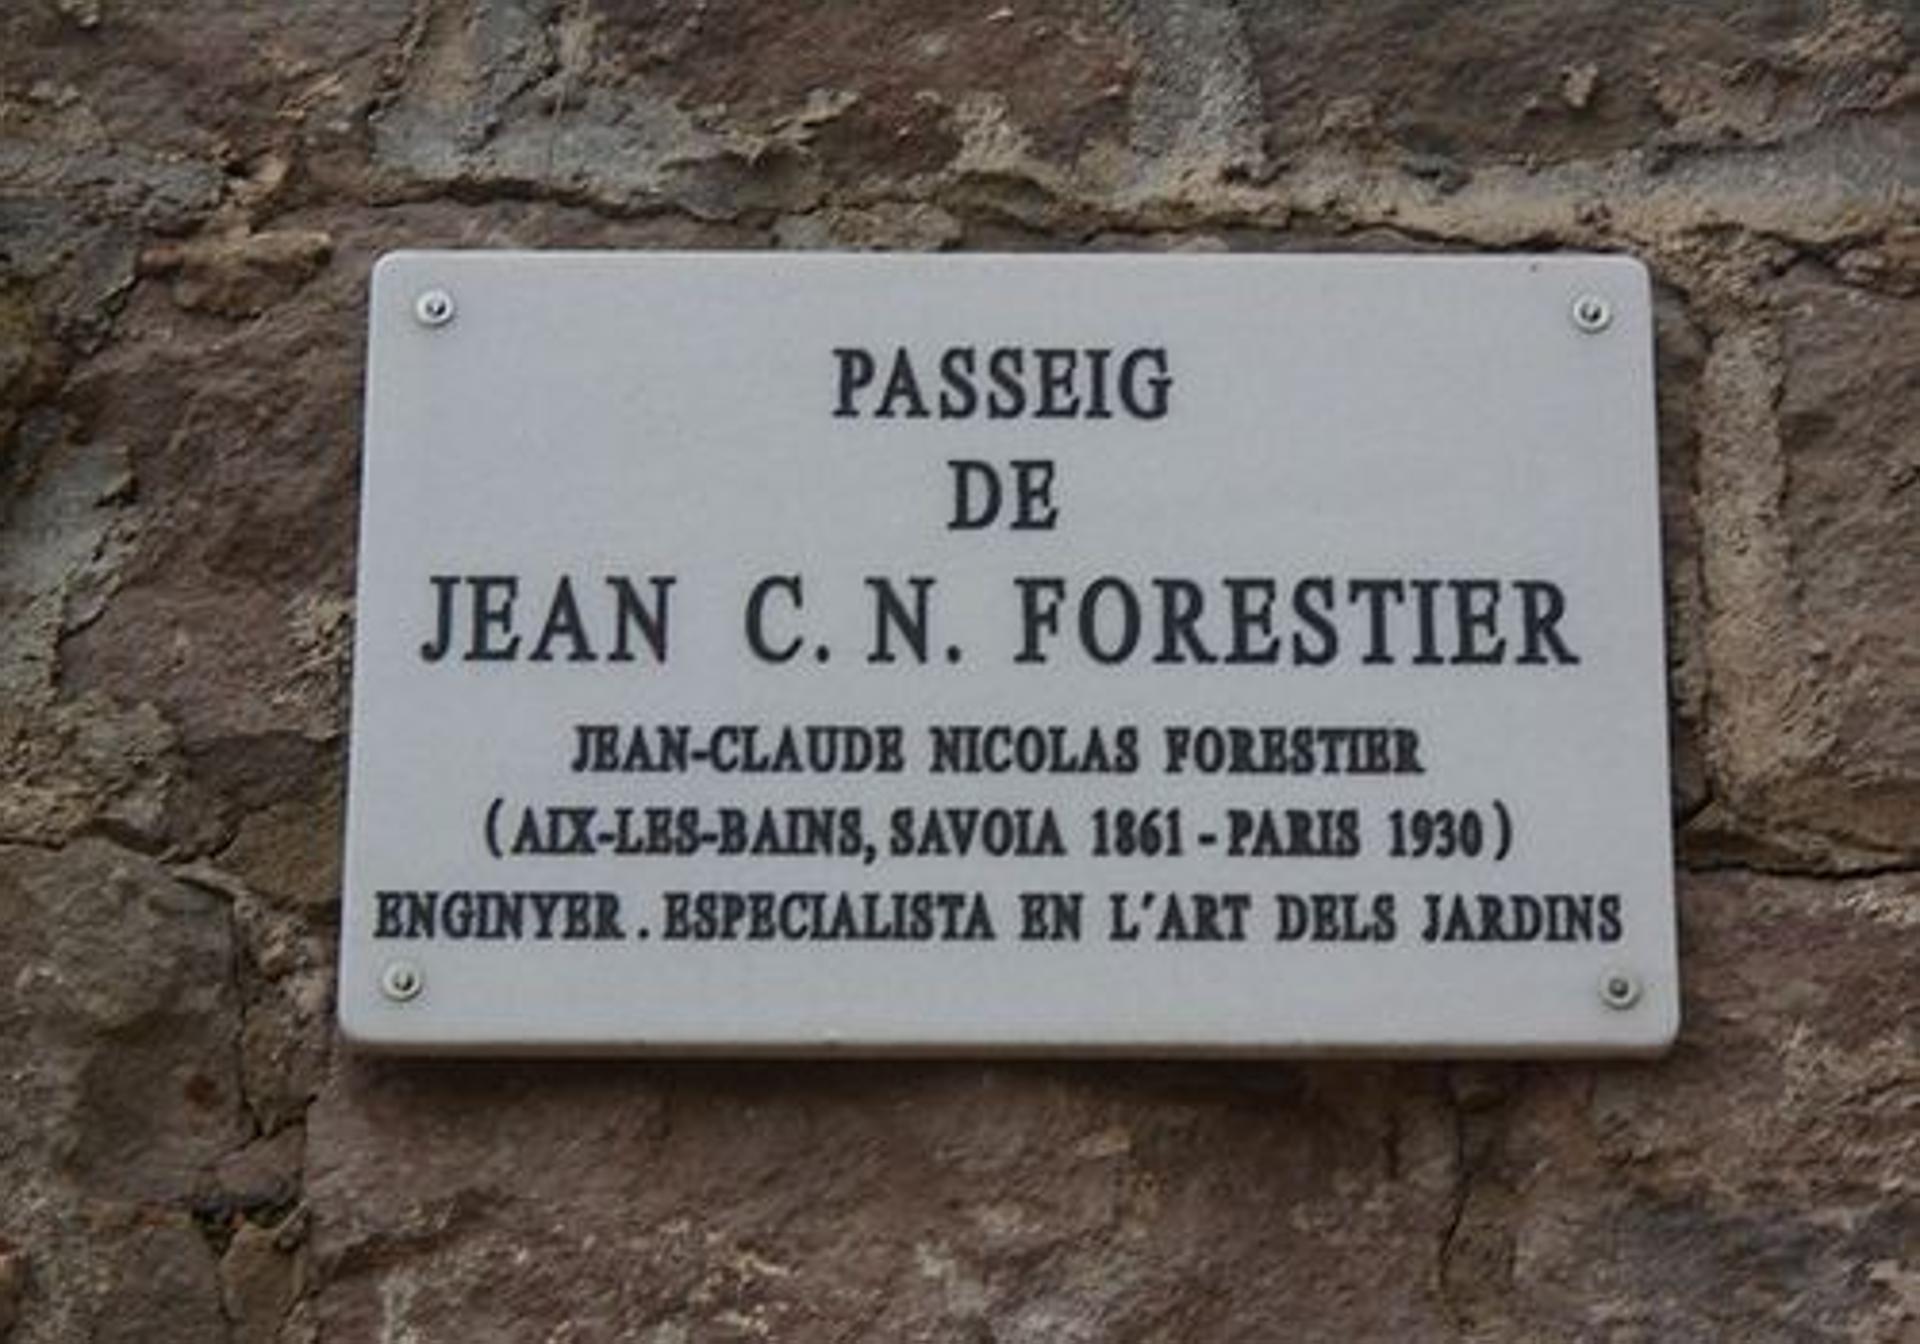 PASSEIG
DE
JEAN C. N. FORESTIER
JEAN-CLAUDE NICOLAS FORESTIER
(AIX-LES-BAINS, SAVOIA 1861 - PARIS 1930)
ENGINYER. ESPECIALISTA EN L´ART DELS JARDINS